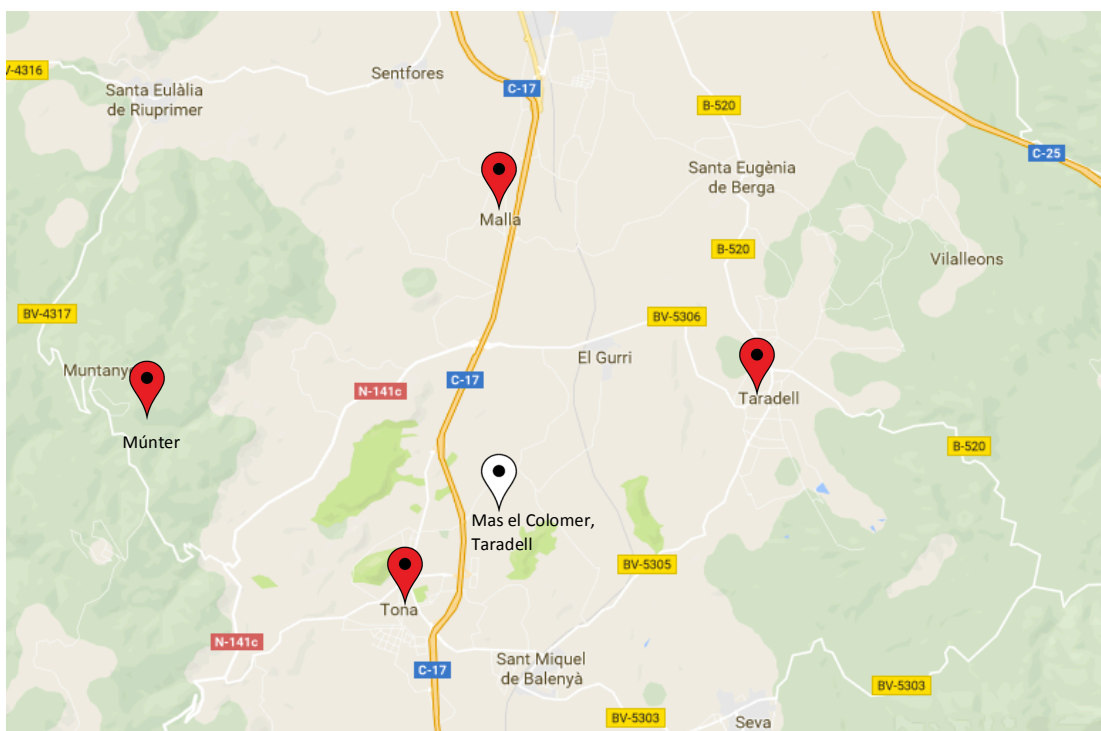 V-4316
Sentfores
Santa Eulàlia
de Riuprimer
C-17
B-520
C-25
Santa Eugènia
de Berga
Malla
B-520
Vilalleons
BV-4317
BV-5306
El Gurri
Muntany
C-17
N-141c
Taradell
Múnter
B-520
Mas el Colomer,
Taradell
BV-5305
Tona
N-141c
Sant Miquel
de Balenyà
C-17
BV-5303
BV-5303
Seva